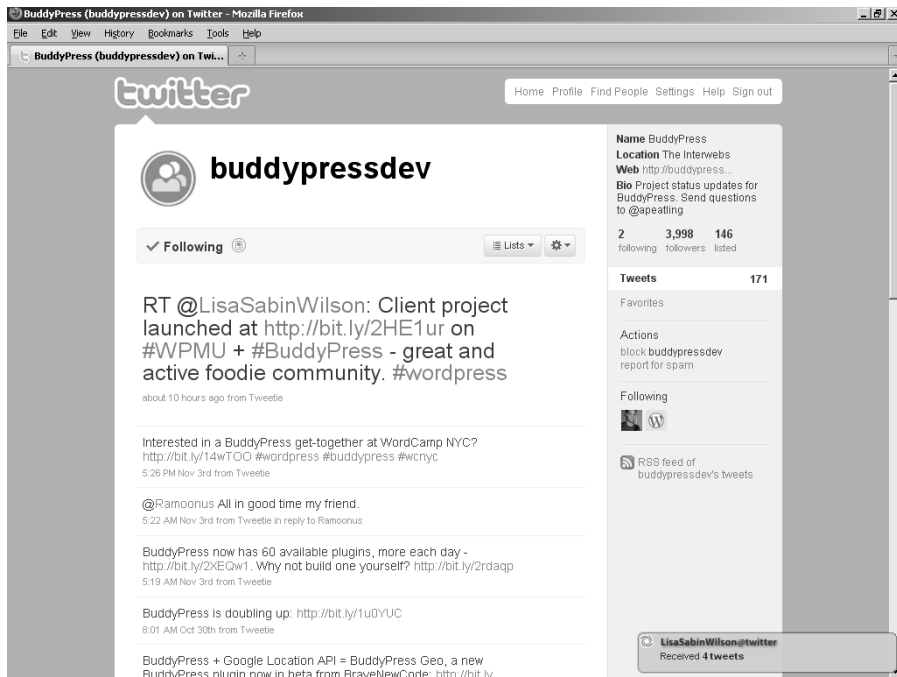 BuddyPress (buddypressdev) on Twitter - Mozilla Firefox
File Edit View History Bookmarks Tools Help
BuddyPress (buddypressdev) on Twi...
twitter
Home Profile Find People Settings Help Sign out
buddypressdev
Following
Lists
RT @LisaSabinWilson: Client project
launched at http://bit.ly/2HE1ur on
#WPMU + #BuddyPress - great and
active foodie community. #wordpress
about 10 hours ago from Tweetie
Interested in a BuddyPress get-together at WordCamp NYC?
http://bit.ly/14wTOO #wordpress #buddypress #wcnyc
5:26 PM Nov 3rd from Tweetie
@Ramoonus All in good time my friend.
5:22 AM Nov 3rd from Tweetie in reply to Ramoonus
BuddyPress now has 60 available plugins, more each day -
http://bit.ly/2XEQw1. Why not build one yourself? http://bit.ly/2rdaqp
5:19 AM Nov 3rd from Tweetie
BuddyPress is doubling up: http://bit.ly/1u0YUC
8:01 AM Oct 30th from Tweetie
BuddyPress + Google Location API = BuddyPress Geo, a new
BuddyPress plugin now in beta from BraveNewCode: http://bit.ly
Name BuddyPress
Location The Interwebs
Web http://buddypress...
Bio Project status updates for
BuddyPress. Send questions
to @apeatling
2 3,998 146
following followers listed
Tweets 171
Favorites
Actions
block buddypressdev
report for spam
Following
RSS feed of
buddypressdev's tweets
LisaSabinWilson@twitter
Received 4 tweets